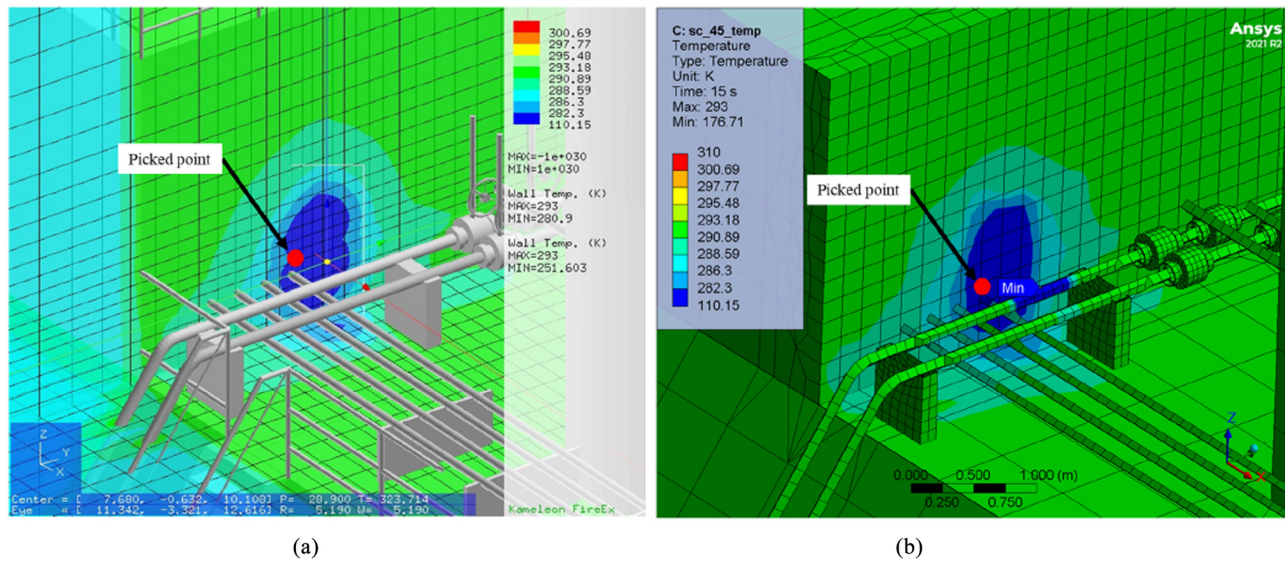 300.69
297.77
295.48
293.18
290.89
288.59
286.3
282.3
110.15
MAX=-1e+030
MIN=1e+030
Wall Temp. (K)
MAX=293
MIN=280.9
Wall Temp. (K)
MAX=293
MIN=251.603
Picked point
Z
Y
X
Center = [ 7.680, -0.632, 10.108] P= 28.900 T= 323.714
Eye = [ 11.342, -3.321, 12.616] R= 5.190 W= 5.190
Kameleon FireEx
(a)
C: sc_45_temp
Temperature
Type: Temperature
Unit: K
Time: 15 s
Max: 293
Min: 176.71
310
300.69
297.77
295.48
293.18
290.89
288.59
286.3
282.3
110.15
Ansys
2021 R2
Picked point
Min
0.000 0.500 1.000 (m)
0.250 0.750
Z
X
(b)